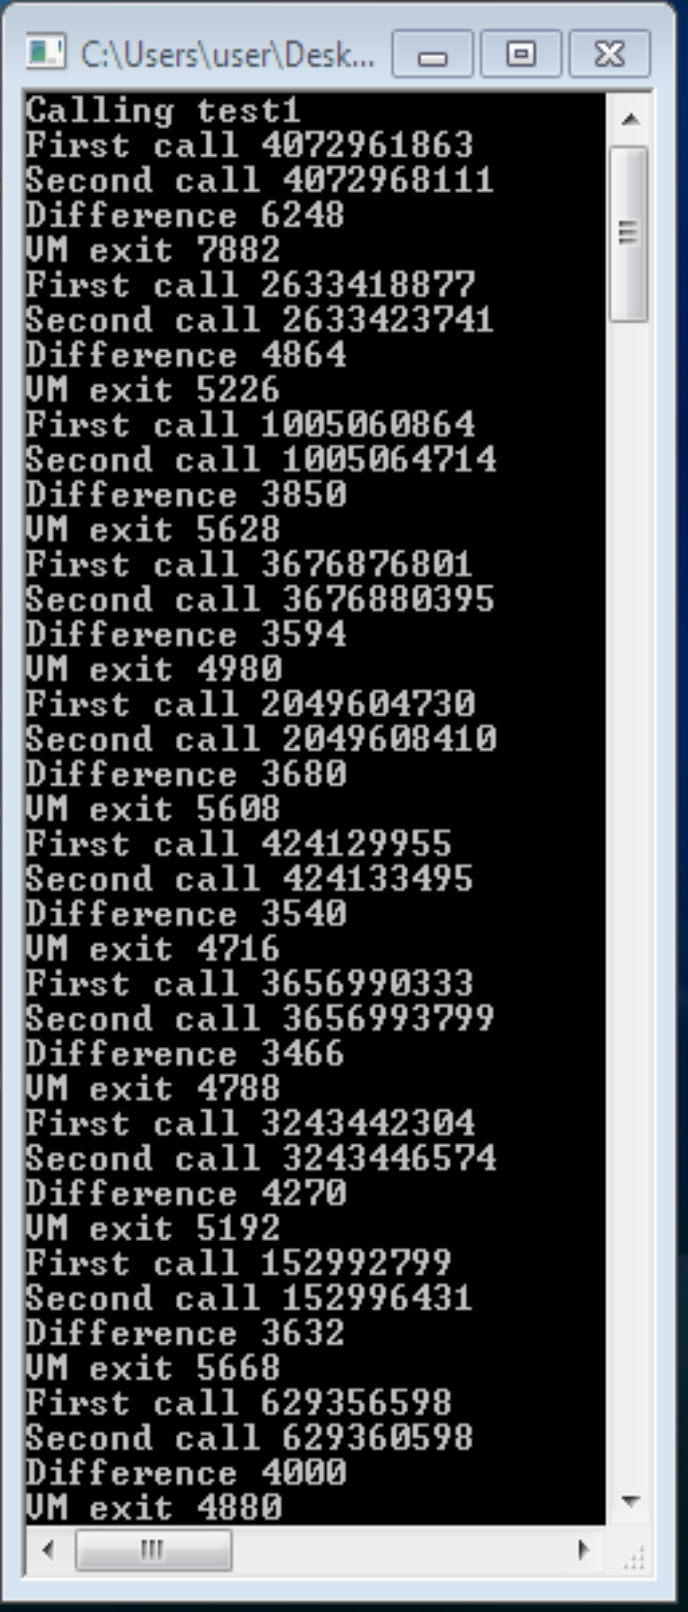 C:\Users\user\Desk...
Calling test1
First call 4072961863
Second call 4072968111
Difference 6248
VM exit 7882
First call 2633418877
Second call 2633423741
Difference 4864
VM exit 5226
First call 1005060864
Second call 1005064714
Difference 3850
VM exit 5628
First call 3676876801
Second call 3676880395
Difference 3594
VM exit 4980
First call 2049604730
Second call 2049608410
Difference 3680
VM exit 5608
First call 424129955
Second call 424133495
Difference 3540
VM exit 4716
First call 3656990333
Second call 3656993799
Difference 3466
VM exit 4788
First call 3243442304
Second call 3243446574
Difference 4270
VM exit 5192
First call 152992799
Second call 152996431
Difference 3632
VM exit 5668
First call 629356598
Second call 629360598
Difference 4000
VM exit 4880